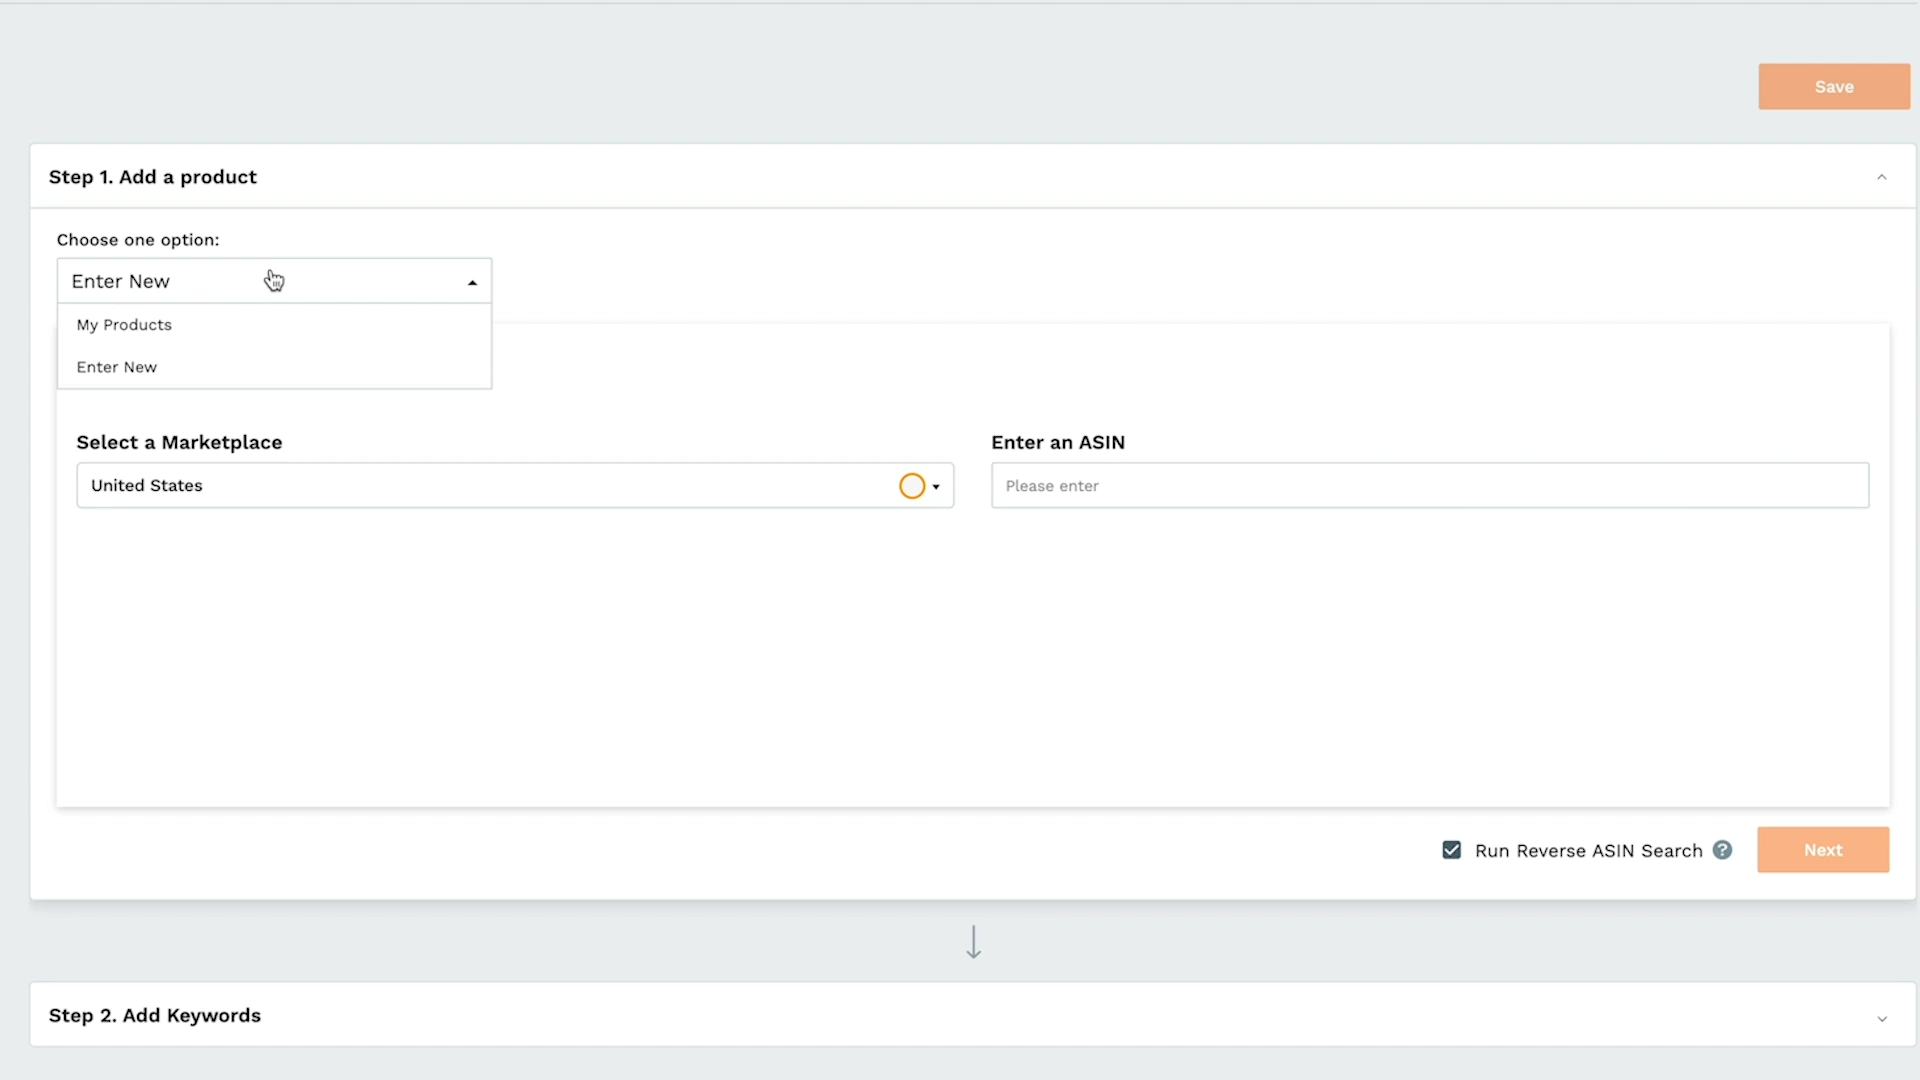 Save
Step 1. Add a product
Choose one option:
Enter New
My Products
Enter New
Select a Marketplace
Enter an ASIN
United States
Please enter
Run Reverse ASIN Search ?
Next
Step 2. Add Keywords